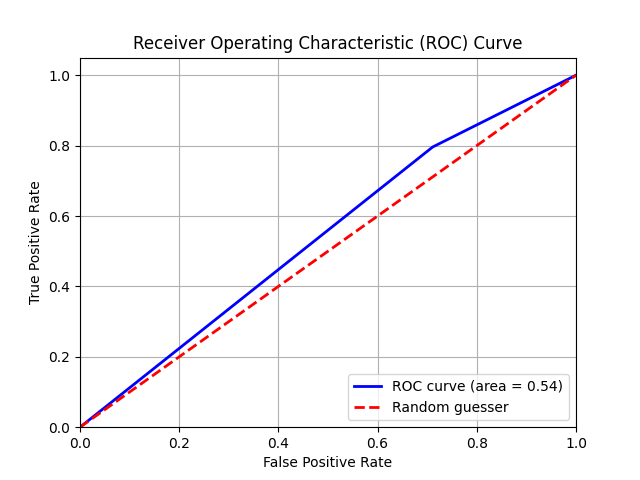 Receiver Operating Characteristic (ROC) Curve
1.0
0.8
0.6
0.4
0.2
0.0
True Positive Rate
ROC curve (area = 0.54)
Random guesser
0.0 0.2 0.4 0.6 0.8 1.0
False Positive Rate